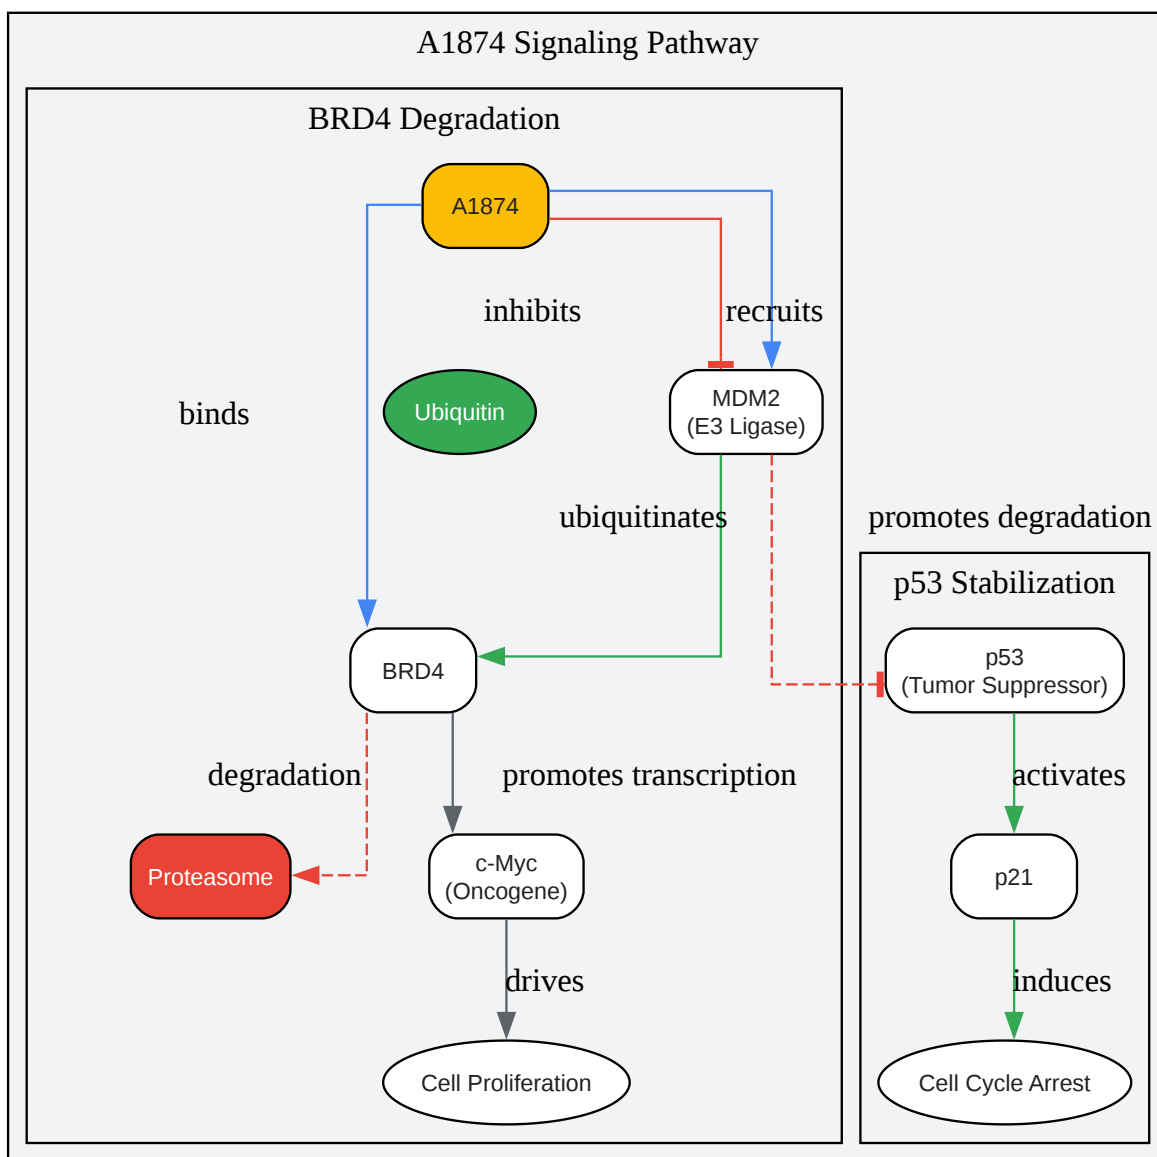 A1874 Signaling Pathway
BRD4 Degradation
A1874
inhibits
recruits
binds
Ubiquitin
MDM2
(E3 Ligase)
ubiquitinates
promotes degradation
p53 Stabilization
BRD4
p53
(Tumor Suppressor)
degradation
promotes transcription
activates
Proteasome
c-Myc
(Oncogene)
p21
drives
induces
Cell Proliferation
Cell Cycle Arrest